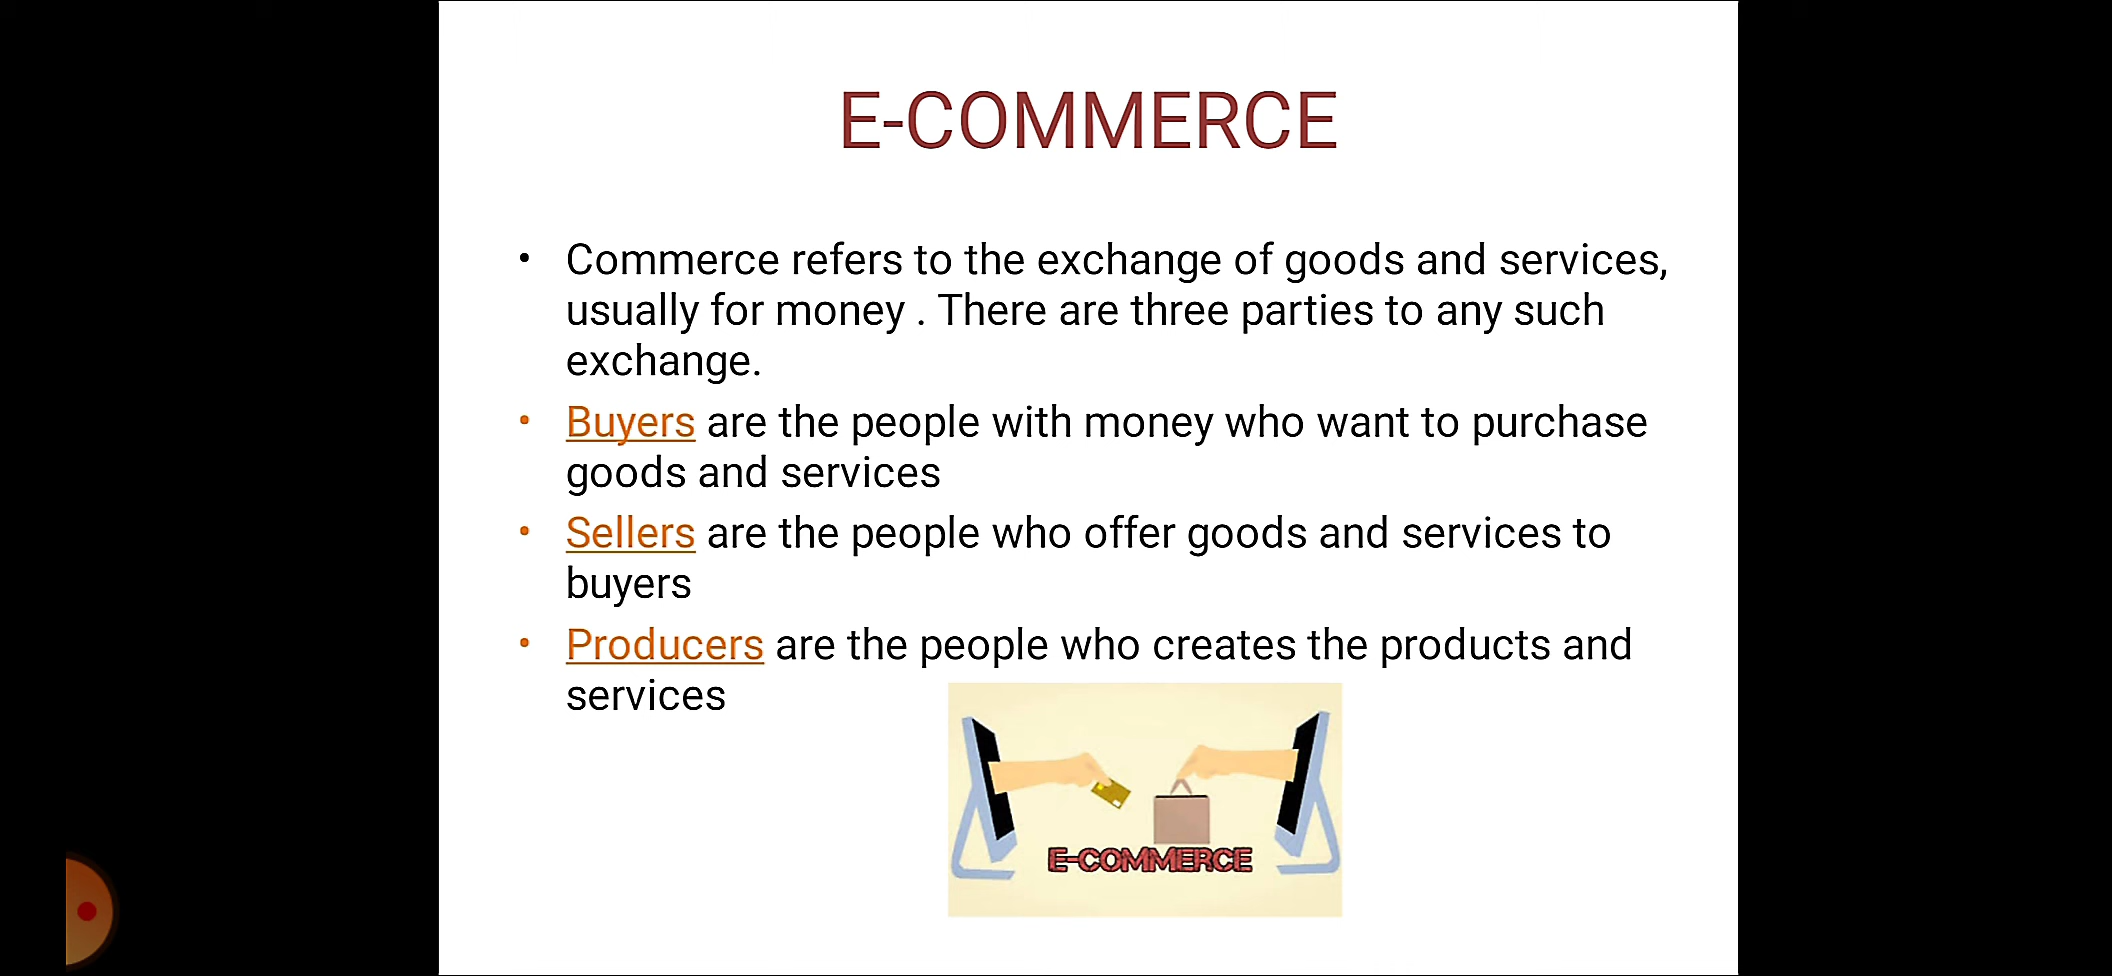 E-COMMERCE
• Commerce refers to the exchange of goods and services,
usually for money . There are three parties to any such
exchange.
• Buyers are the people with money who want to purchase
goods and services
• Sellers are the people who offer goods and services to
buyers
• Producers are the people who creates the products and
services
E-COMMERCE